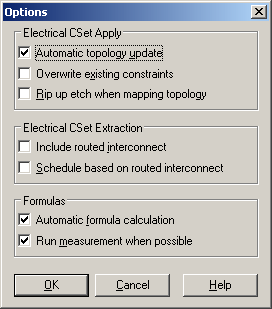 Options
Electrical CSet Apply
Automatic topology update
Overwrite existing constraints
Rip up etch when mapping topology
Electrical CSet Extraction
Include routed interconnect
Schedule based on routed interconnect
Formulas
Automatic formula calculation
Run measurement when possible
OK Cancel Help